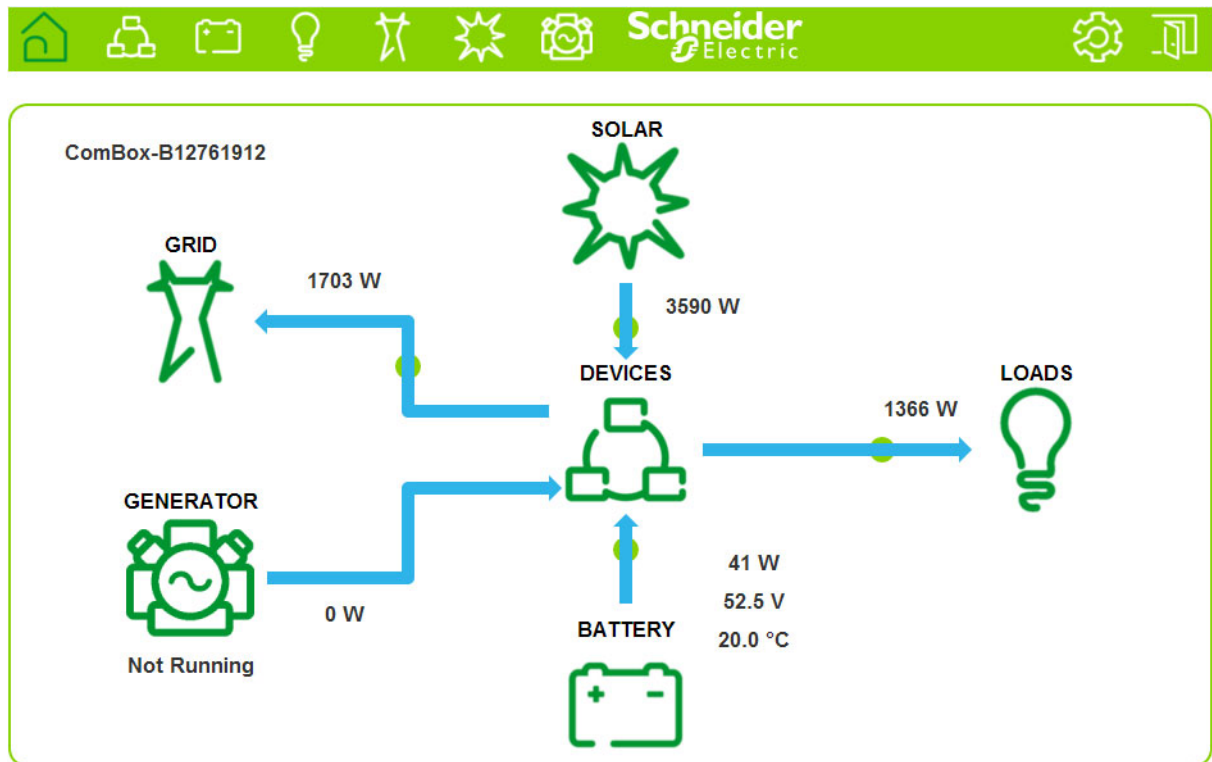 Schneider
Electric
ComBox-B12761912
SOLAR
GRID
1703 W
3590 W
DEVICES
LOADS
1366 W
GENERATOR
0 W
Not Running
41 W
52.5 V
20.0 °C
BATTERY